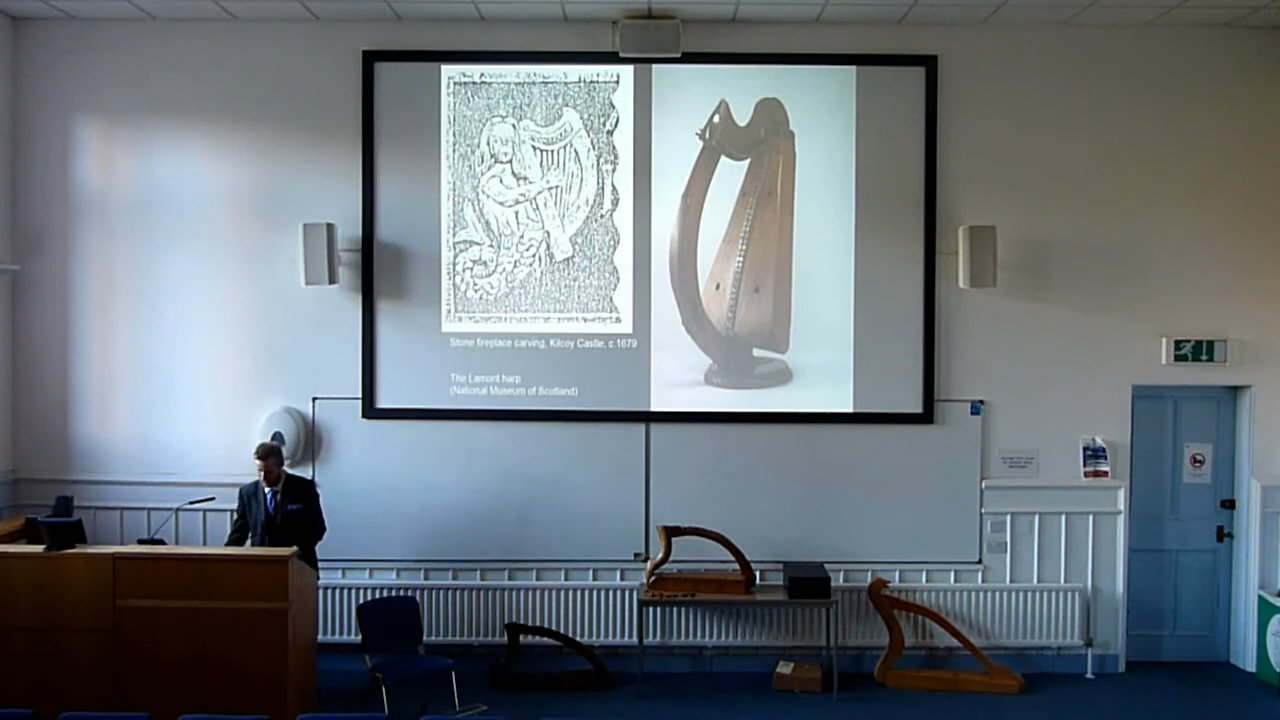 Stone fireplace carving, Kilcoy Castle, c.1679
The Lamont harp
(National Museum of Scotland)